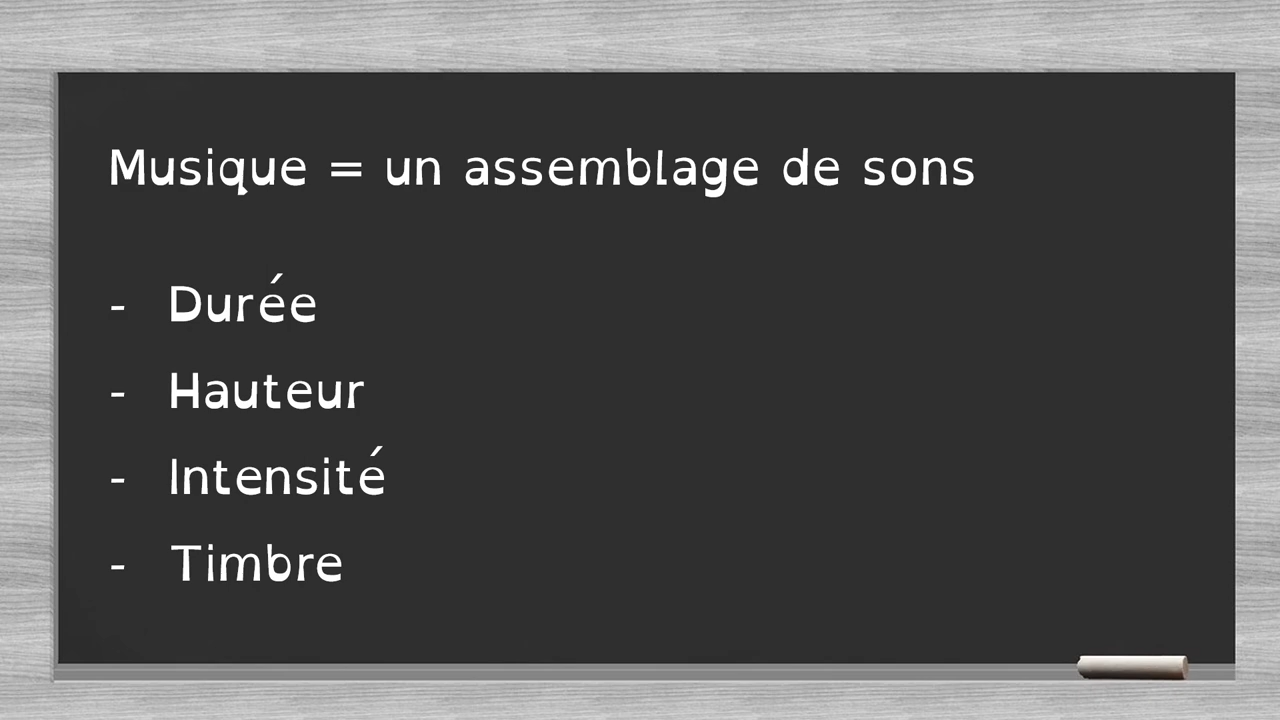 Musique = un assemblage de sons
- Durée
- Hauteur
- Intensité
- Timbre